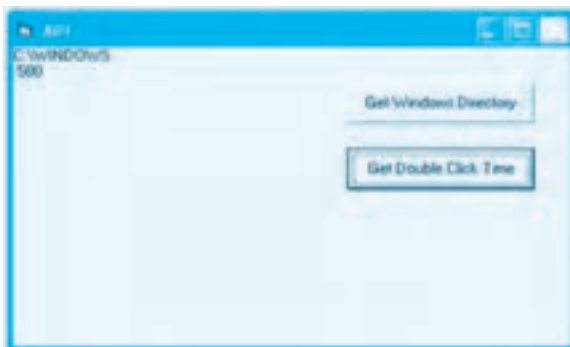 API
C:\WINDOWS
500
Get Windows Directory
Get Double Click Time